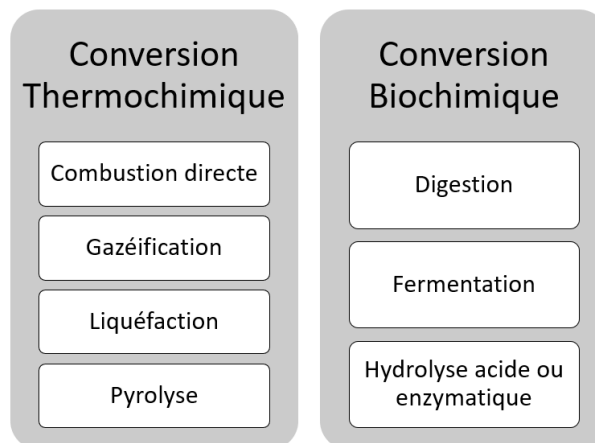 Conversion
Thermochimique
Combustion directe
Gazéification
Liquéfaction
Pyrolyse
Conversion
Biochimique
Digestion
Fermentation
Hydrolyse acide ou
enzymatique